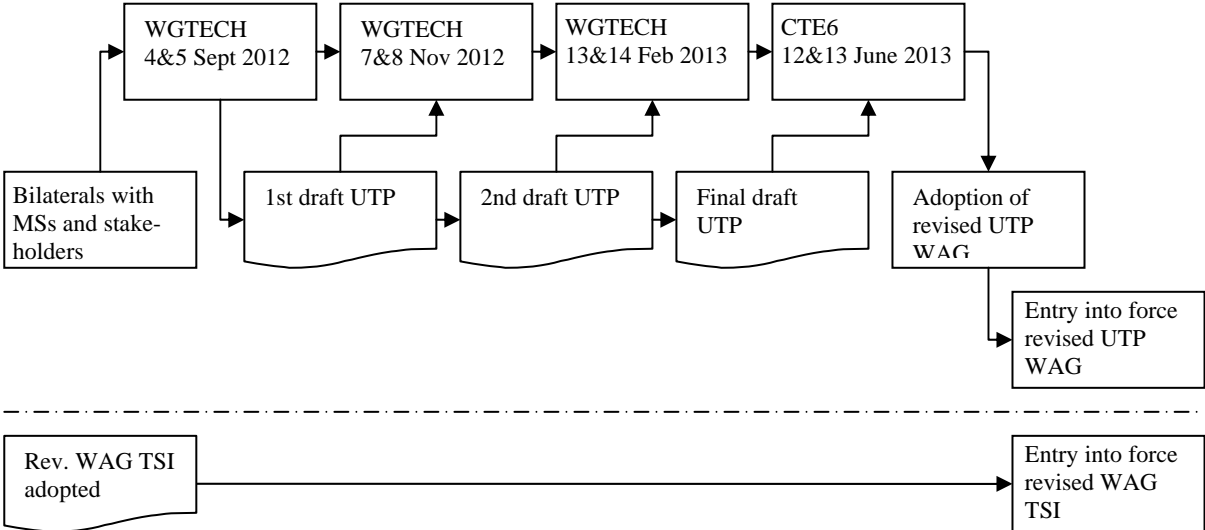 WGTECH
4&5 Sept 2012
WGTECH
7&8 Nov 2012
WGTECH
13&14 Feb 2013
CTE6
12&13 June 2013
Bilaterals with
MSs and stake-
holders
1st draft UTP
2nd draft UTP
Final draft
UTP
Adoption of
revised UTP
WAG
Entry into force
revised UTP
WAG
Rev. WAG TSI
adopted
Entry into force
revised WAG
TSI